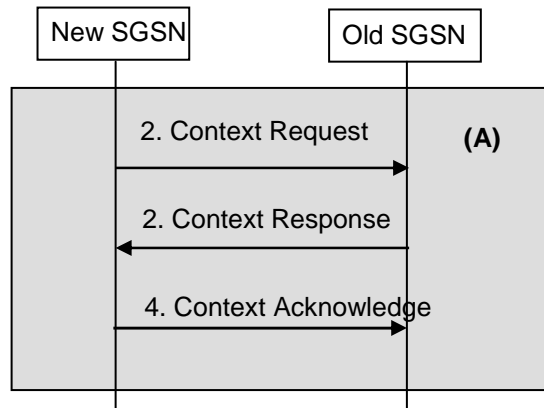 New SGSN
Old SGSN
2. Context Request
(A)
2. Context Response
4. Context Acknowledge